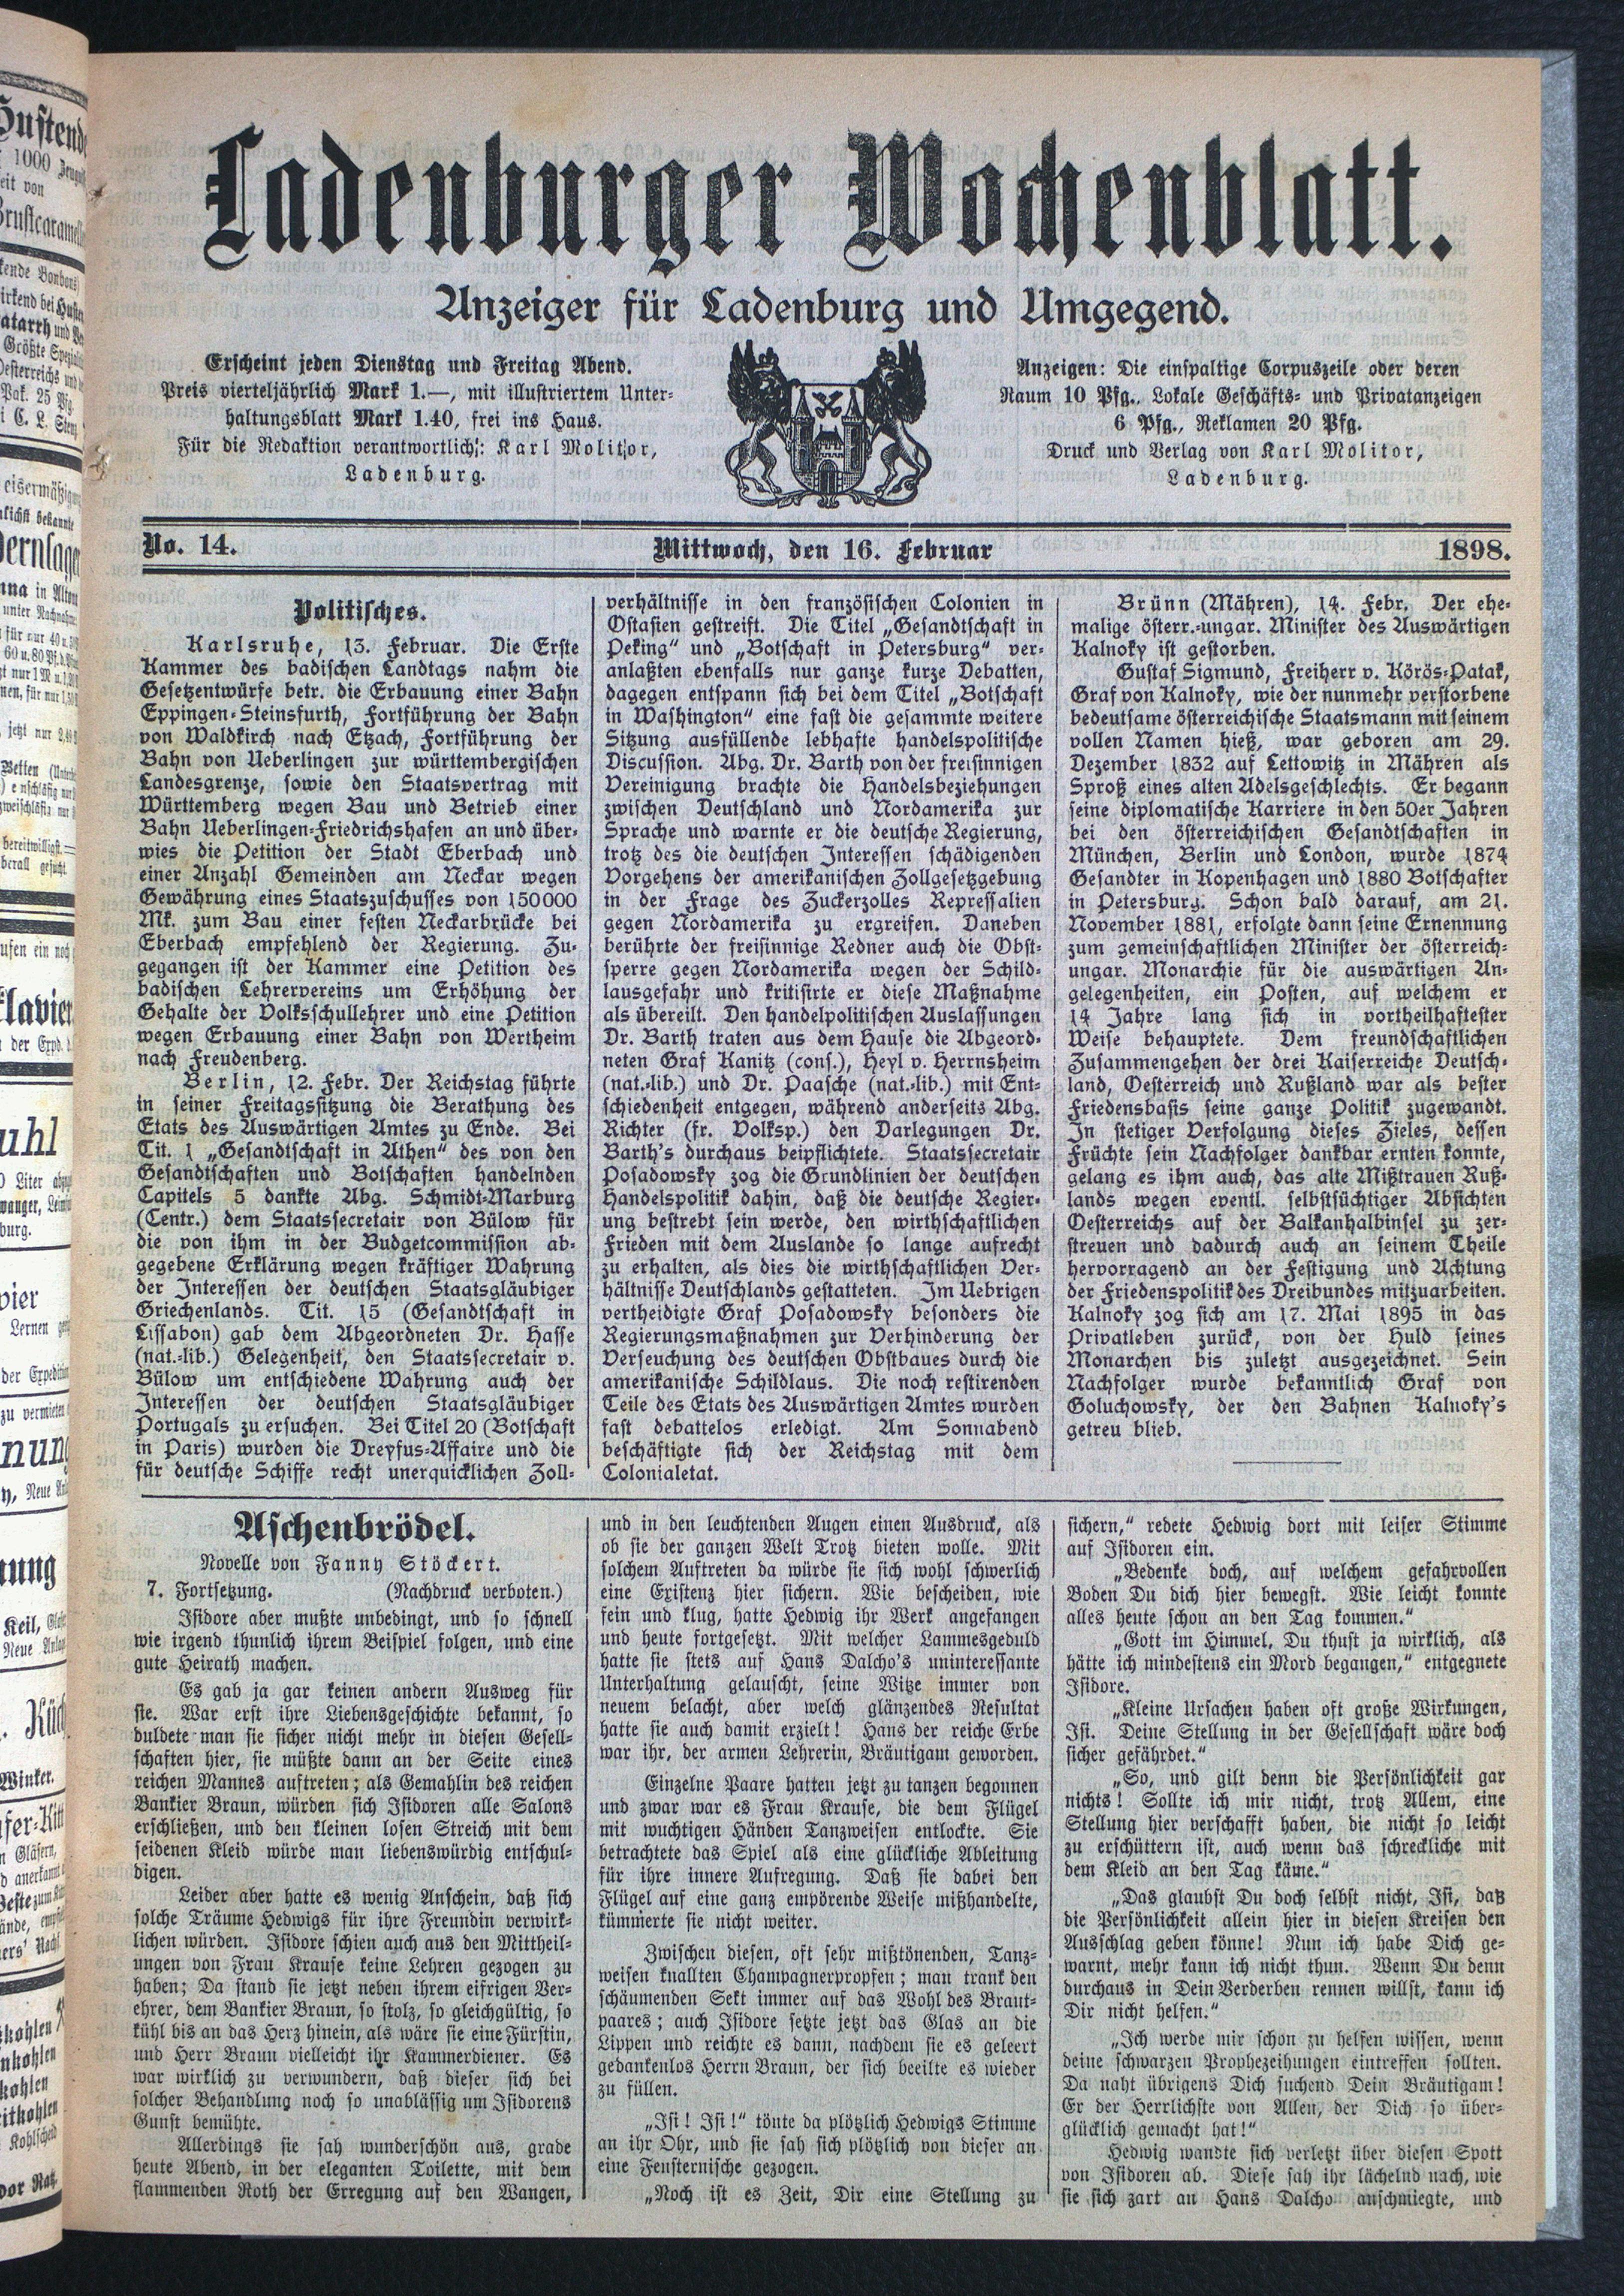 Ladenburger Wochenblatt.
Anzeiger für Ladenburg und Umgegend.
Erscheint jeden Dienstag und Freitag Abend.
Preis vierteljährlich Mark 1.—, mit illustriertem Unter-
haltungsblatt Mark 1.40, frei ins Haus.
Für die Redaktion verantwortlich: Karl Molitor,
Ladenburg.
Anzeigen: Die einspaltige Corpuszeile oder deren
Raum 10 Pfg., Lokale Geschäfts- und Privatanzeigen
6 Pfg., Reklamen 20 Pfg.
Druck und Verlag von Karl Molitor,
Ladenburg.
No. 14.
Mittwoch, den 16. Februar
1898.
Politisches.
Karlsruhe, 13. Februar. Die Erste
Kammer des badischen Landtags nahm die
Gesetzentwürfe betr. die Erbauung einer Bahn
Eppingen-Steinsfurth, Fortführung der Bahn
von Waldkirch nach Etzach, Fortführung der
Bahn von Ueberlingen zur württembergischen
Landesgrenze, sowie den Staatsvertrag mit
Württemberg wegen Bau und Betrieb einer
Bahn Ueberlingen-Friedrichshafen an und über-
wies die Petition der Stadt Eberbach und
einer Anzahl Gemeinden am Neckar wegen
Gewährung eines Staatszuschusses von 150000
Mk. zum Bau einer festen Neckarbrücke bei
Eberbach empfehlend der Regierung. Zu-
gegangen ist der Kammer eine Petition des
badischen Lehrervereins um Erhöhung der
Gehalte der Volksschullehrer und eine Petition
wegen Erbauung einer Bahn von Wertheim
nach Freudenberg.
Berlin, 12. Febr. Der Reichstag führte
in seiner Freitagssitzung die Berathung des
Etats des Auswärtigen Amtes zu Ende. Bei
Tit. 1 „Gesandtschaft in Athen“ des von den
Gesandtschaften und Botschaften handelnden
Capitels 5 dankte Abg. Schmidt-Marburg
(Centr.) dem Staatssecretair von Bülow für
die von ihm in der Budgetcommission ab-
gegebene Erklärung wegen kräftiger Wahrung
der Interessen der deutschen Staatsgläubiger
Griechenlands. Tit. 15 (Gesandtschaft in
Lissabon) gab dem Abgeordneten Dr. Hasse
(nat.-lib.) Gelegenheit, den Staatssecretair v.
Bülow um entschiedene Wahrung auch der
Interessen der deutschen Staatsgläubiger
Portugals zu ersuchen. Bei Titel 20 (Botschaft
in Paris) wurden die Dreyfus-Affaire und die
für deutsche Schiffe recht unerquicklichen Zoll-
verhältnisse in den französischen Colonien in
Ostasien gestreift. Die Titel „Gesandtschaft in
Peking“ und „Botschaft in Petersburg“ ver-
anlaßten ebenfalls nur ganze kurze Debatten,
dagegen entspann sich bei dem Titel „Botschaft
in Washington“ eine fast die gesammte weitere
Sitzung ausfüllende lebhafte handelspolitische
Discussion. Abg. Dr. Barth von der freisinnigen
Vereinigung brachte die Handelsbeziehungen
zwischen Deutschland und Nordamerika zur
Sprache und warnte er die deutsche Regierung,
trotz des die deutschen Interessen schädigenden
Vorgehens der amerikanischen Zollgesetzgebung
in der Frage des Zuckerzolles Repressalien
gegen Nordamerika zu ergreifen. Daneben
berührte der freisinnige Redner auch die Obst-
sperre gegen Nordamerika wegen der Schild-
lausgefahr und kritisirte er diese Maßnahme
als übereilt. Den handelpolitischen Auslassungen
Dr. Barth traten aus dem Hause die Abgeord-
neten Graf Kanitz (cons.), Heyl v. Herrnsheim
(nat.-lib.) und Dr. Paasche (nat.-lib.) mit Ent-
schiedenheit entgegen, während anderseits Abg.
Richter (fr. Volksp.) den Darlegungen Dr.
Barth's durchaus beipflichtete. Staatssecretair
Posadowsky zog die Grundlinien der deutschen
Handelspolitik dahin, daß die deutsche Regier-
ung bestrebt sein werde, den wirthschaftlichen
Frieden mit dem Auslande so lange aufrecht
zu erhalten, als dies die wirthschaftlichen Ver-
hältnisse Deutschlands gestatteten. Im Uebrigen
vertheidigte Graf Posadowsky besonders die
Regierungsmaßnahmen zur Verhinderung der
Verseuchung des deutschen Obstbaues durch die
amerikanische Schildlaus. Die noch restirenden
Teile des Etats des Auswärtigen Amtes wurden
fast debattelos erledigt. Am Sonnabend
beschäftigte sich der Reichstag mit dem
Colonialetat.
Brünn (Mähren), 14. Febr. Der ehe-
malige österr.-ungar. Minister des Auswärtigen
Kalnoky ist gestorben.
Gustav Sigmund, Freiherr v. Körös-Patak,
Graf von Kalnoky, wie der nunmehr verstorbene
bedeutsame österreichische Staatsmann mit seinem
vollen Namen hieß, war geboren am 29.
Dezember 1832 auf Lettowitz in Mähren als
Sproß eines alten Adelsgeschlechts. Er begann
seine diplomatische Karriere in den 50er Jahren
bei den österreichischen Gesandtschaften in
München, Berlin und London, wurde 1874
Gesandter in Kopenhagen und 1880 Botschafter
in Petersburg. Schon bald darauf, am 21.
November 1881, erfolgte dann seine Ernennung
zum gemeinschaftlichen Minister der österreich-
ungar. Monarchie für die auswärtigen An-
gelegenheiten, ein Posten, auf welchem er
14 Jahre lang sich in vortheilhaftester
Weise behauptete. Dem freundschaftlichen
Zusammengehen der drei Kaiserreiche Deutsch-
land, Oesterreich und Rußland war als bester
Friedensbasis seine ganze Politik zugewandt.
In stetiger Verfolgung dieses Zieles, dessen
Früchte sein Nachfolger dankbar ernten konnte,
gelang es ihm auch, das alte Mißtrauen Ruß-
lands wegen eventl. selbstsüchtiger Absichten
Oesterreichs auf der Balkanhalbinsel zu zer-
streuen und dadurch auch an seinem Theile
hervorragend an der Festigung und Achtung
der Friedenspolitik des Dreibundes mitzuarbeiten.
Kalnoky zog sich am 17. Mai 1895 in das
Privatleben zurück, von der Huld seines
Monarchen bis zuletzt ausgezeichnet. Sein
Nachfolger wurde bekanntlich Graf von
Goluchowsky, der den Bahnen Kalnoky's
getreu blieb.
Aschenbrödel.
Novelle von Fanny Stöckert.
7. Fortsetzung. (Nachdruck verboten.)
Isidore aber mußte unbedingt, und so schnell
wie irgend thunlich ihrem Beispiel folgen, und eine
gute Heirath machen.
Es gab ja gar keinen andern Ausweg für
sie. War erst ihre Liebensgeschichte bekannt, so
duldete man sie sicher nicht mehr in diesen Gesell-
schaften hier, sie müßte dann an der Seite eines
reichen Mannes auftreten; als Gemahlin des reichen
Bankier Braun, würden sich Isidoren alle Salons
erschließen, und den kleinen losen Streich mit dem
seidenen Kleid würde man liebenswürdig entschul-
digen.
Leider aber hatte es wenig Anschein, daß sich
solche Träume Hedwigs für ihre Freundin verwirk-
lichen würden. Isidore schien auch aus den Mittheil-
ungen von Frau Krause keine Lehren gezogen zu
haben; Da stand sie jetzt neben ihrem eifrigen Ver-
ehrer, dem Bankier Braun, so stolz, so gleichgültig, so
kühl bis an das Herz hinein, als wäre sie eine Fürstin,
und Herr Braun vielleicht ihr Kammerdiener. Es
war wirklich zu verwundern, daß dieser sich bei
solcher Behandlung noch so unablässig um Isidorens
Gunst bemühte.
Allerdings sie sah wunderschön aus, grade
heute Abend, in der eleganten Toilette, mit dem
flammenden Roth der Erregung auf den Wangen,
und in den leuchtenden Augen einen Ausdruck, als
ob sie der ganzen Welt Trotz bieten wolle. Mit
solchem Auftreten da würde sie sich wohl schwerlich
eine Existenz hier sichern. Wie bescheiden, wie
fein und klug, hatte Hedwig ihr Werk angefangen
und heute fortgesetzt. Mit welcher Lammesgeduld
hatte sie stets auf Hans Dalcho's uninteressante
Unterhaltung gelauscht, seine Witze immer von
neuem belacht, aber welch glänzendes Resultat
hatte sie auch damit erzielt! Hans der reiche Erbe
war ihr, der armen Lehrerin, Bräutigam geworden.
Einzelne Paare hatten jetzt zu tanzen begonnen
und zwar war es Frau Krause, die dem Flügel
mit wuchtigen Händen Tanzweisen entlockte. Sie
betrachtete das Spiel als eine glückliche Ableitung
für ihre innere Aufregung. Daß sie dabei den
Flügel auf eine ganz empörende Weise mißhandelte,
kümmerte sie nicht weiter.
Zwischen diesen, oft sehr mißtönenden, Tanz-
weisen knallten Champagnerpropfen; man trank den
schäumenden Sekt immer auf das Wohl des Braut-
paares; auch Isidore setzte jetzt das Glas an die
Lippen und reichte es dann, nachdem sie es geleert
gedankenlos Herrn Braun, der sich beeilte es wieder
zu füllen.
„Isi! Isi!“ tönte da plötzlich Hedwigs Stimme
an ihr Ohr, und sie sah sich plötzlich von dieser an
eine Fensternische gezogen.
„Noch ist es Zeit, Dir eine Stellung zu
sichern,“ redete Hedwig dort mit leiser Stimme
auf Isidoren ein.
„Bedenke doch, auf welchem gefahrvollen
Boden Du dich hier bewegst. Wie leicht konnte
alles heute schon an den Tag kommen.“
„Gott im Himmel, Du thust ja wirklich, als
hätte ich mindestens ein Mord begangen,“ entgegnete
Isidore.
„Kleine Ursachen haben oft große Wirkungen,
Isi. Deine Stellung in der Gesellschaft wäre doch
sicher gefährdet.“
„So, und gilt denn die Persönlichkeit gar
nichts! Sollte ich mir nicht, trotz Allem, eine
Stellung hier verschafft haben, die nicht so leicht
zu erschüttern ist, auch wenn das schreckliche mit
dem Kleid an den Tag käme.“
„Das glaubst Du doch selbst nicht, Isi, daß
die Persönlichkeit allein hier in diesen Kreisen den
Ausschlag geben könne! Nun ich habe Dich ge-
warnt, mehr kann ich nicht thun. Wenn Du denn
durchaus in Dein Verderben rennen willst, kann ich
Dir nicht helfen.“
„Ich werde mir schon zu helfen wissen, wenn
deine schwarzen Prophezeihungen eintreffen sollten.
Da naht übrigens Dich suchend Dein Bräutigam!
Er der Herrlichste von Allen, der Dich so über-
glücklich gemacht hat!“
Hedwig wandte sich verletzt über diesen Spott
von Isidoren ab. Diese sah ihr lächelnd nach, wie
sie sich zart an Hans Dalcho anschmiegte, und